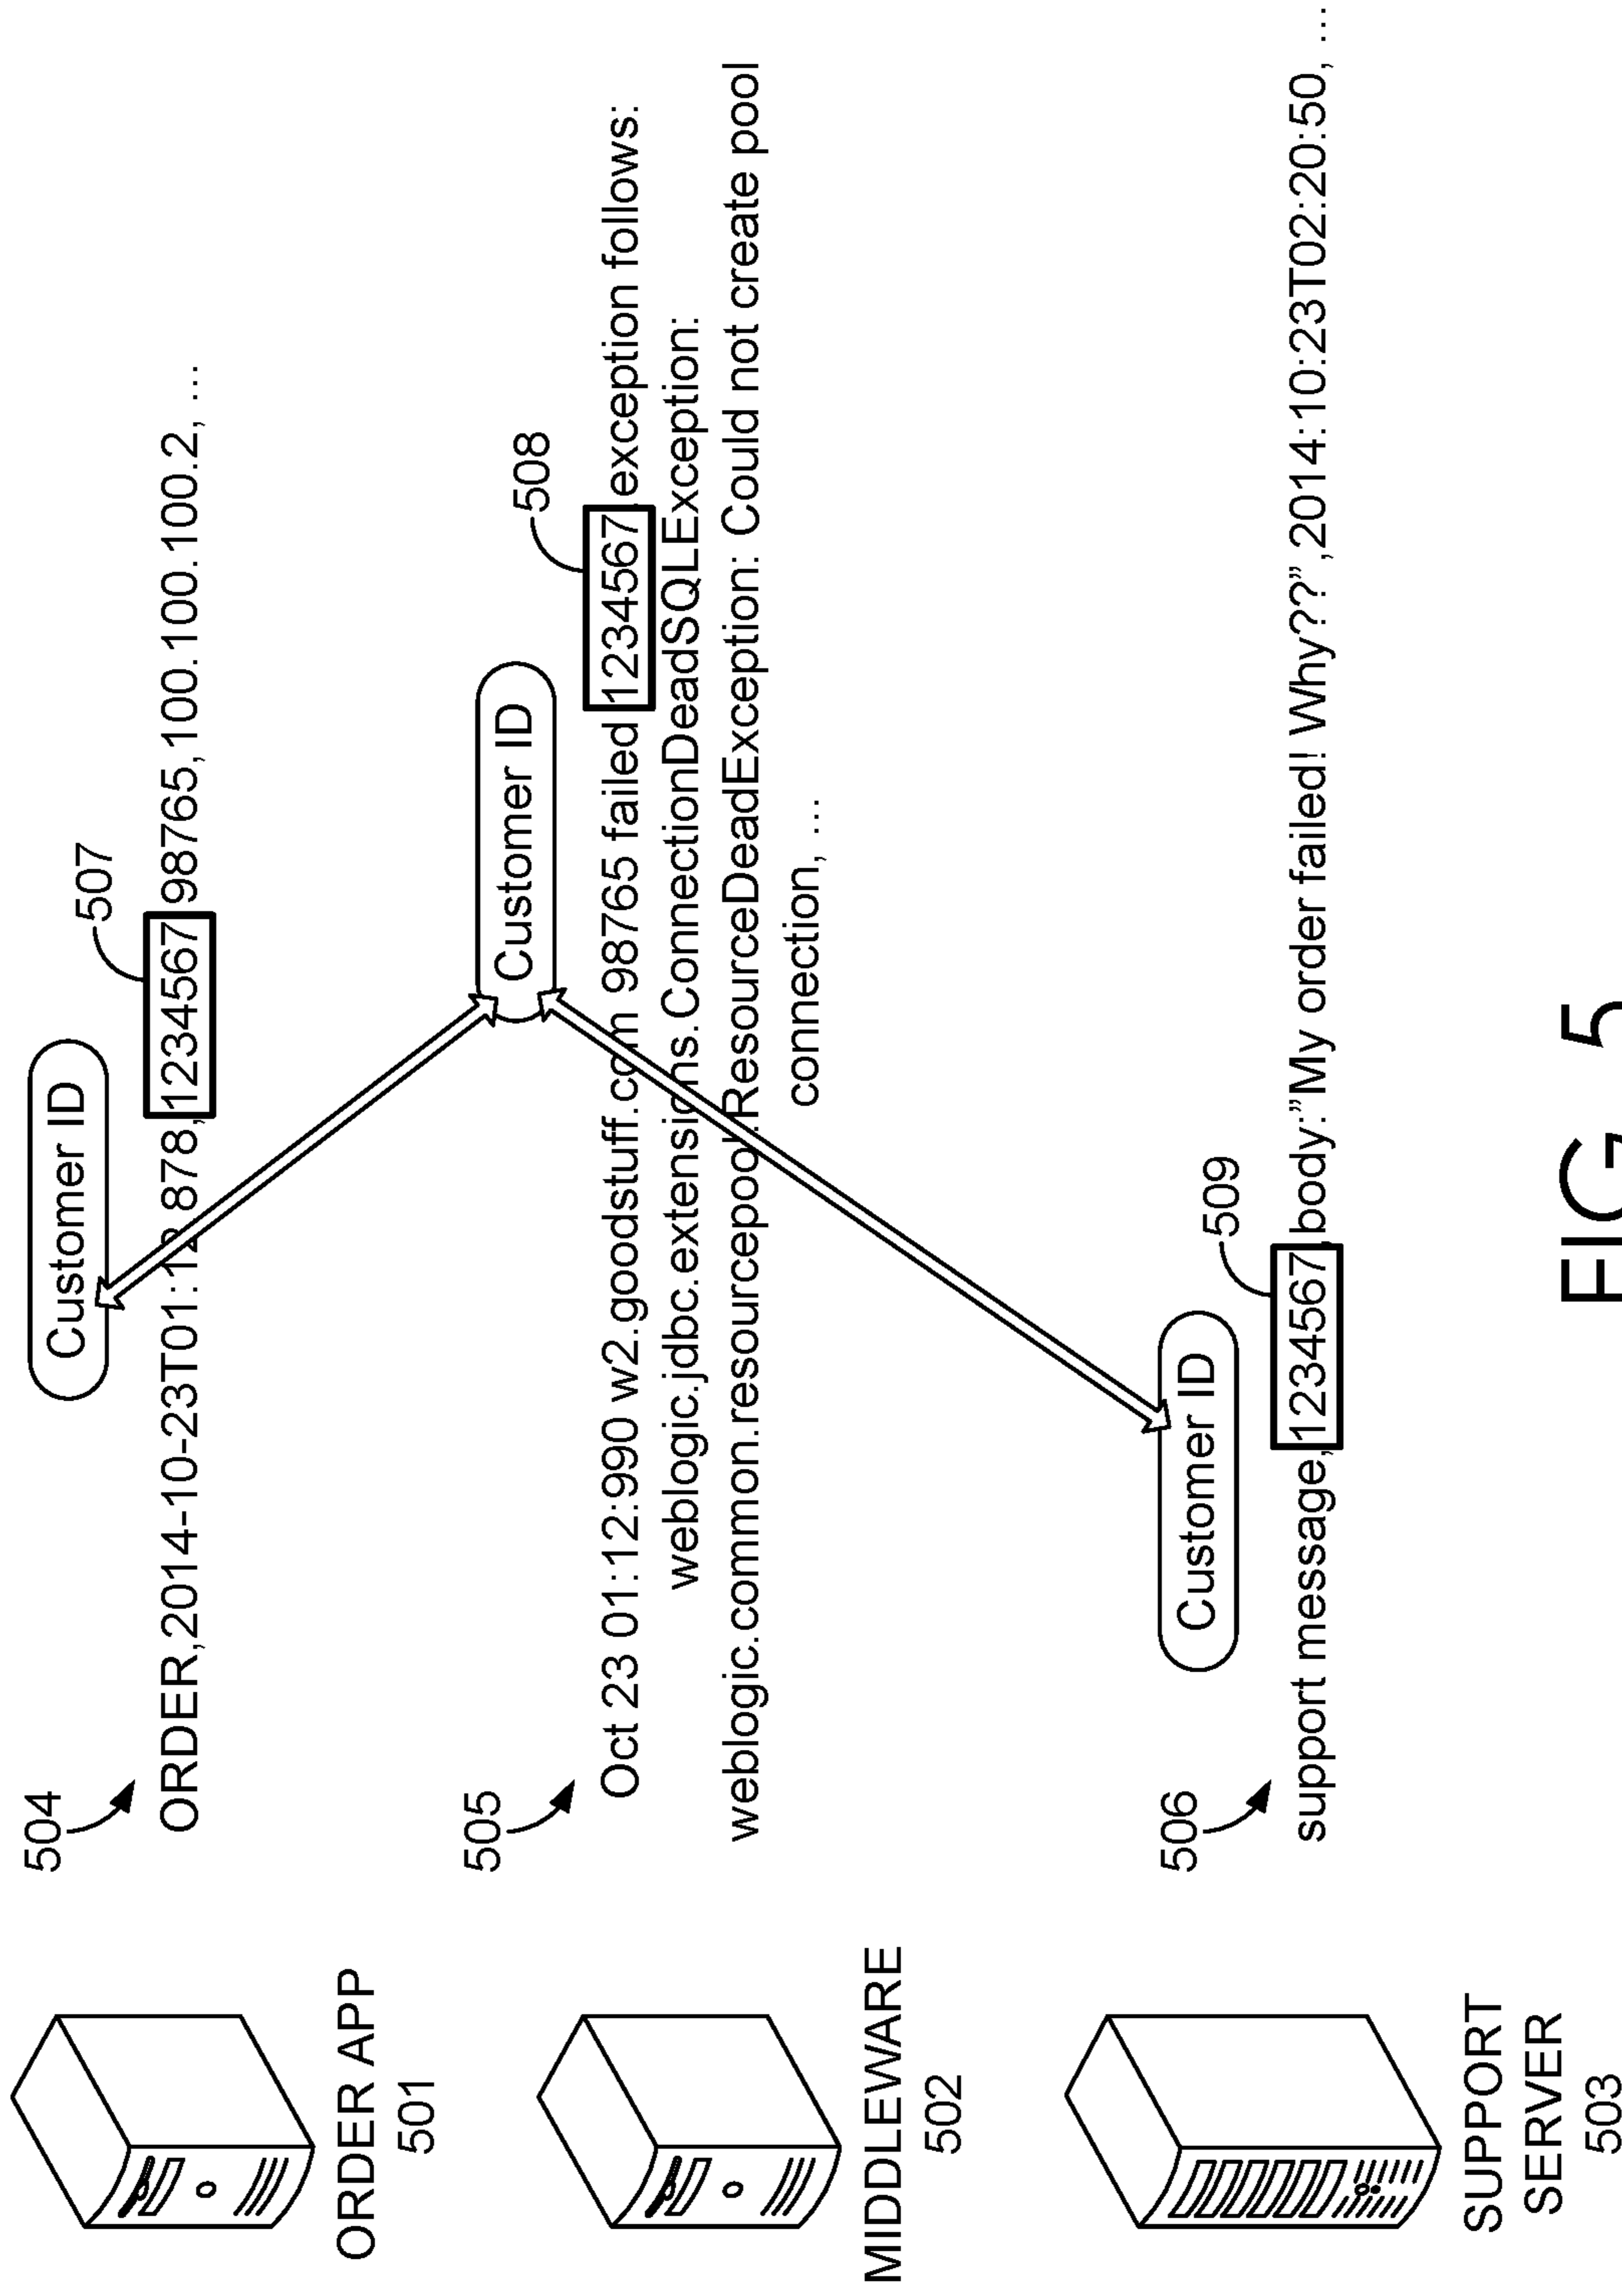 504
Customer ID
507
ORDER,2014-10-23T01:12:878,1234567,98765,100.100.100.2, ...
ORDER APP
501
505
Customer ID
508
Oct 23 01:12:990 w2.goodstuff.com 98765 failed 1234567 exception follows:
weblogic.jdbc.extensions.ConnectionDeadSQLException:
weblogic.common.resourcepool.ResourceDeadException: Could not create pool
connection, ...
MIDDLEWARE
502
506
Customer ID
509
support message,1234567,body:”My order failed! Why??”,2014:10:23T02:20:50, ...
SUPPORT
SERVER
503
FIG. 5